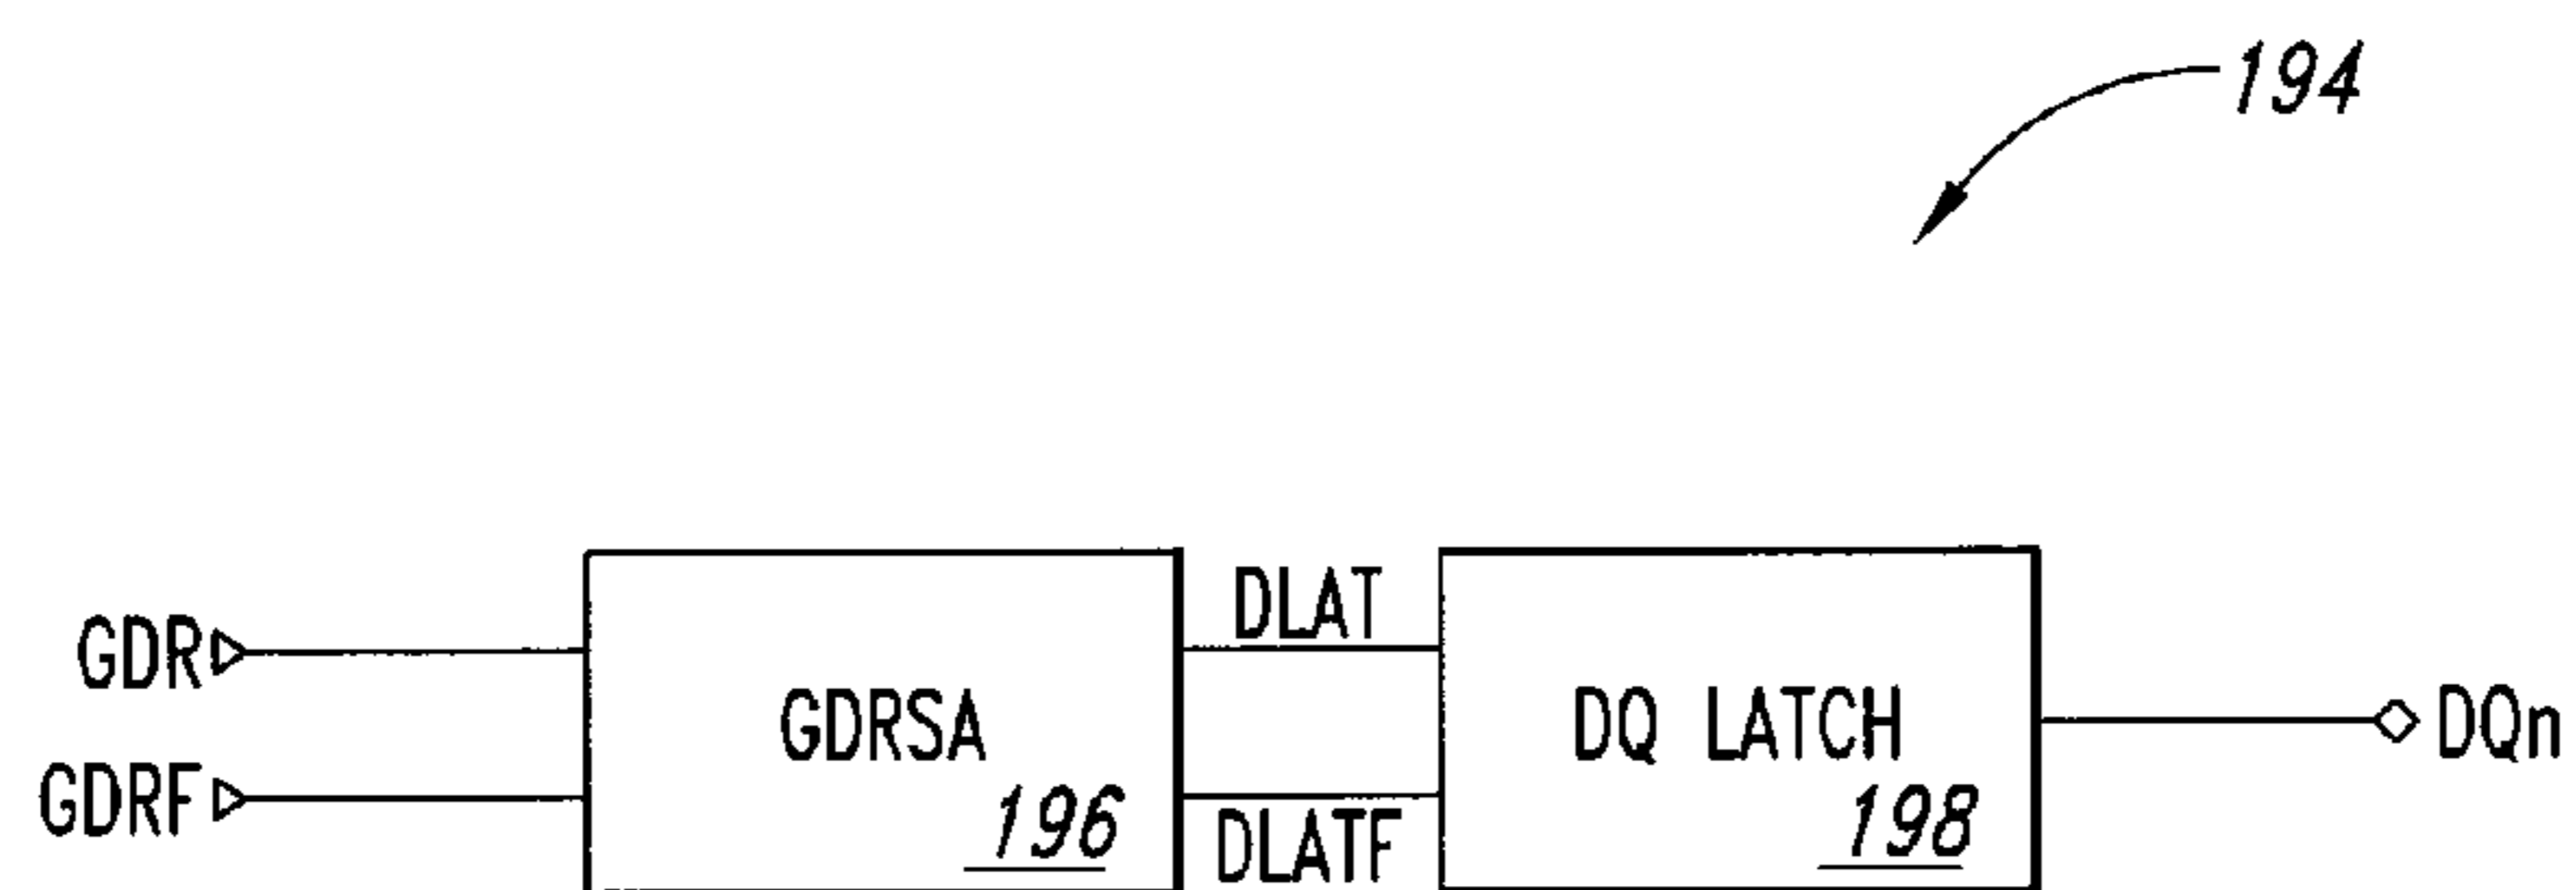 194
DLAT
GDR
GDRSA
DQ LATCH
DQn
GDRF
196
DLATF
198